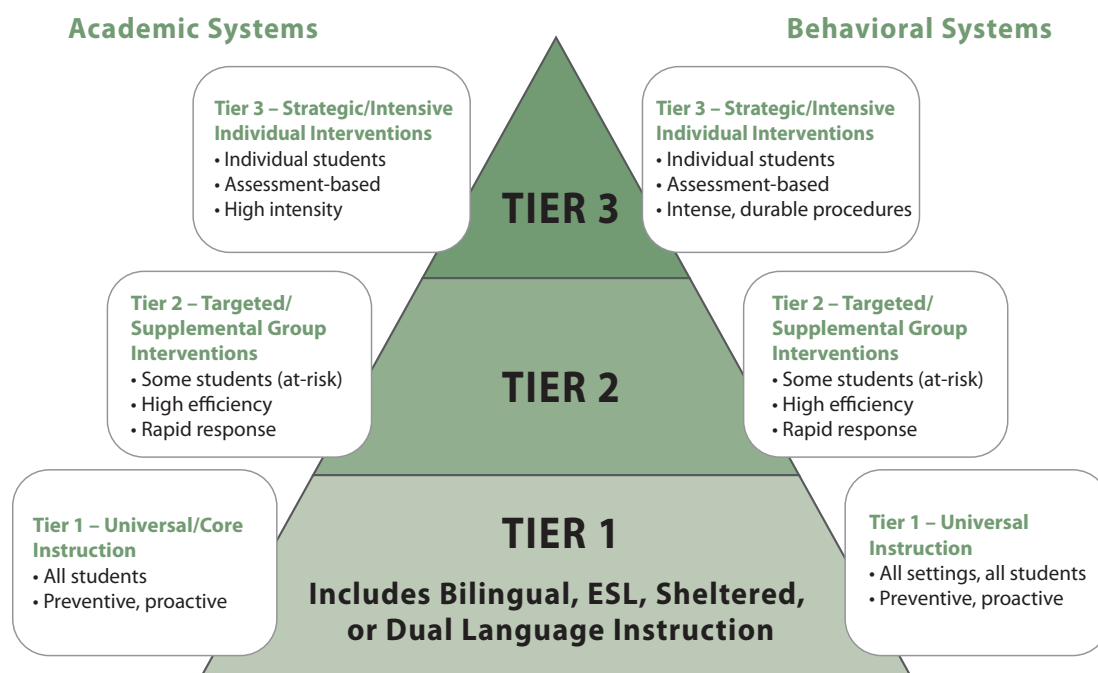 Academic Systems
Behavioral Systems
Tier 3 – Strategic/Intensive
Individual Interventions
• Individual students
• Assessment-based
• High intensity
TIER 3
Tier 3 – Strategic/Intensive
Individual Interventions
• Individual students
• Assessment-based
• Intense, durable procedures
Tier 2 – Targeted/
Supplemental Group
Interventions
• Some students (at-risk)
• High efficiency
• Rapid response
TIER 2
Tier 2 – Targeted/
Supplemental Group
Interventions
• Some students (at-risk)
• High efficiency
• Rapid response
Tier 1 – Universal/Core
Instruction
• All students
• Preventive, proactive
TIER 1
Includes Bilingual, ESL, Sheltered,
or Dual Language Instruction
Tier 1 – Universal
Instruction
• All settings, all students
• Preventive, proactive